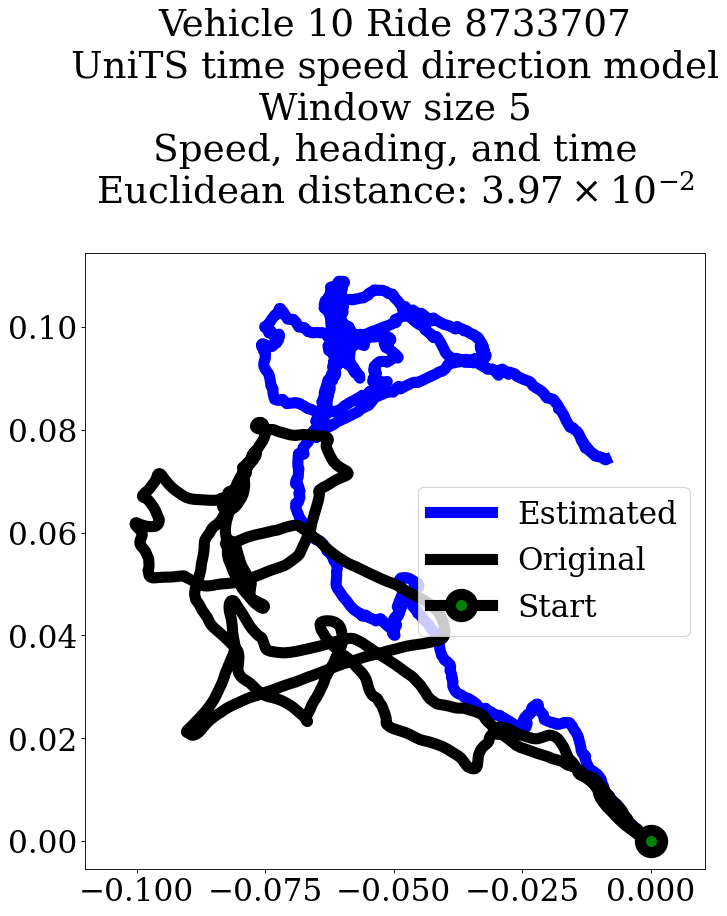 Vehicle 10 Ride 8733707
UniTS time speed direction model
Window size 5
Speed, heading, and time
Euclidean distance: 3.97 × 10⁻²
0.10
0.08
0.06
0.04
0.02
0.00
Estimated
Original
Start
−0.100 −0.075 −0.050 −0.025 0.000